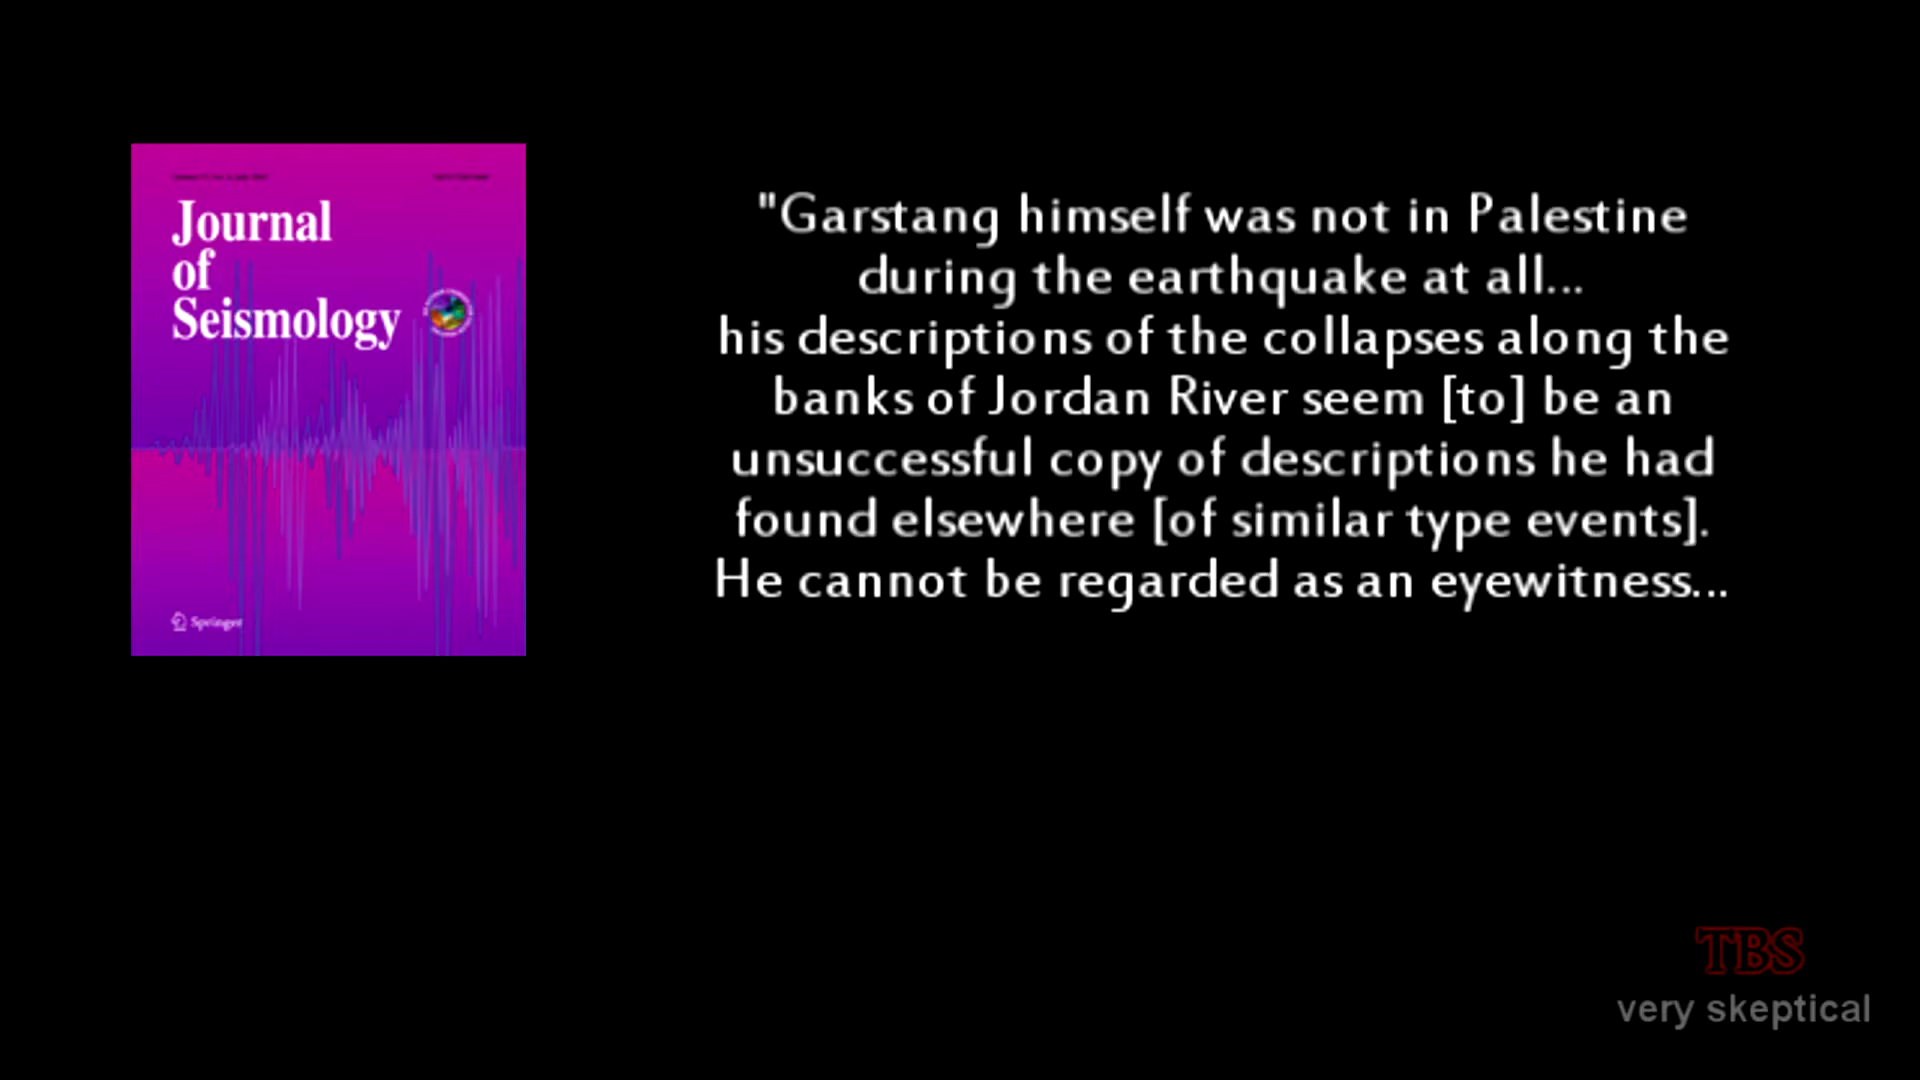 Journal
of
Seismology
Springer
"Garstang himself was not in Palestine
during the earthquake at all...
his descriptions of the collapses along the
banks of Jordan River seem [to] be an
unsuccessful copy of descriptions he had
found elsewhere [of similar type events].
He cannot be regarded as an eyewitness...
TBS
very skeptical